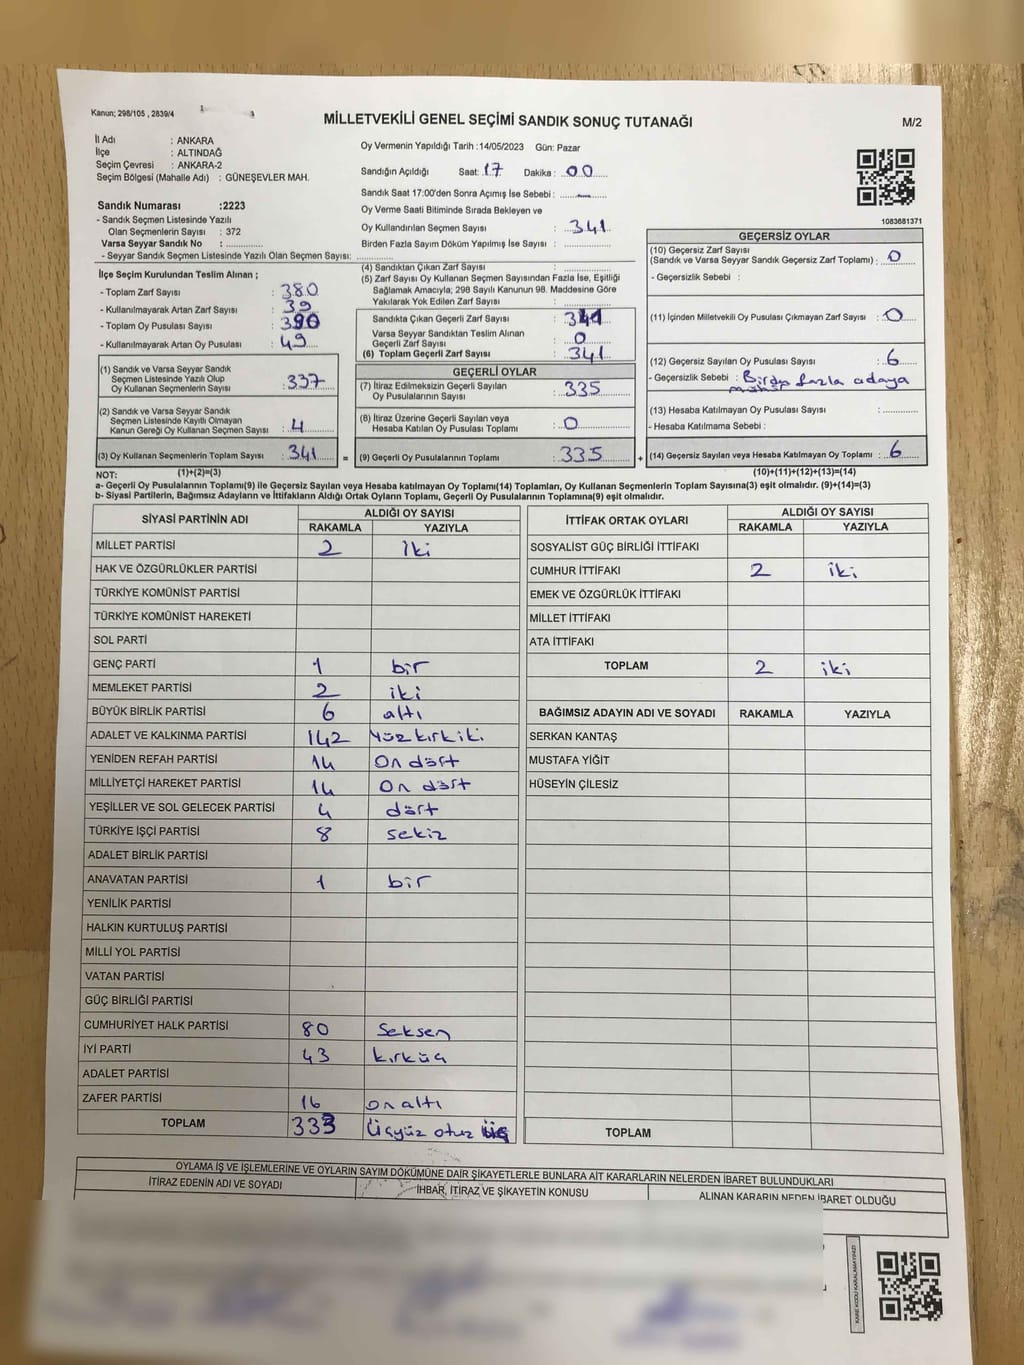 Kanun; 298/105 , 2839/4
MİLLETVEKİLİ GENEL SEÇİMİ SANDIK SONUÇ TUTANAĞI
M/2
İl Adı : ANKARA
İlçe : ALTINDAĞ
Seçim Çevresi : ANKARA-2
Seçim Bölgesi (Mahalle Adı) : GÜNEŞEVLER MAH.
Sandık Numarası :2223
- Sandık Seçmen Listesinde Yazılı
Olan Seçmenlerin Sayısı : 372
Varsa Seyyar Sandık No :
- Seyyar Sandık Seçmen Listesinde Yazılı Olan Seçmen Sayısı:
Oy Vermenin Yapıldığı Tarih :14/05/2023 Gün: Pazar
Sandığın Açıldığı Saat: 17 Dakika : 00
Sandık Saat 17:00'den Sonra Açımış İse Sebebi : —
Oy Verme Saati Bitiminde Sırada Bekleyen ve
Oy Kullandırılan Seçmen Sayısı : 341
Birden Fazla Sayım Döküm Yapılmış İse Sayısı :
1083681371
İlçe Seçim Kurulundan Teslim Alınan ;
- Toplam Zarf Sayısı : 380
- Kullanılmayarak Artan Zarf Sayısı : 39
- Toplam Oy Pusulası Sayısı : 390
- Kullanılmayarak Artan Oy Pusulası : 49
(1) Sandık ve Varsa Seyyar Sandık
Seçmen Listesinde Yazılı Olup
Oy Kullanan Seçmenlerin Sayısı : 337
(2) Sandık ve Varsa Seyyar Sandık
Seçmen Listesinde Kayıtlı Olmayan
Kanun Gereği Oy Kullanan Seçmen Sayısı : 4
(3) Oy Kullanan Seçmenlerin Toplam Sayısı : 341 =
(1)+(2)=(3)
(4) Sandıktan Çıkan Zarf Sayısı :
(5) Zarf Sayısı Oy Kullanan Seçmen Sayısından Fazla İse, Eşitliği
Sağlamak Amacıyla; 298 Sayılı Kanunun 98. Maddesine Göre
Yakılarak Yok Edilen Zarf Sayısı :
Sandıkta Çıkan Geçerli Zarf Sayısı : 341
Varsa Seyyar Sandıktan Teslim Alınan
Geçerli Zarf Sayısı : 0
(6) Toplam Geçerli Zarf Sayısı : 341
GEÇERLİ OYLAR
(7) İtiraz Edilmeksizin Geçerli Sayılan
Oy Pusulalarının Sayısı : 335
(8) İtiraz Üzerine Geçerli Sayılan veya
Hesaba Katılan Oy Pusulası Toplamı : 0
(9) Geçerli Oy Pusulalarının Toplamı : 335 +
GEÇERSİZ OYLAR
(10) Geçersiz Zarf Sayısı
(Sandık ve Varsa Seyyar Sandık Geçersiz Zarf Toplamı) : 0
- Geçersizlik Sebebi :
(11) İçinden Milletvekili Oy Pusulası Çıkmayan Zarf Sayısı : 0
(12) Geçersiz Sayılan Oy Pusulası Sayısı : 6
- Geçersizlik Sebebi : Birden fazla adaya
mühür
(13) Hesaba Katılmayan Oy Pusulası Sayısı :
- Hesaba Katılmama Sebebi :
(14) Geçersiz Sayılan veya Hesaba Katılmayan Oy Toplamı : 6
(10)+(11)+(12)+(13)=(14)
NOT:
a- Geçerli Oy Pusulalarının Toplamı(9) ile Geçersiz Sayılan veya Hesaba katılmayan Oy Toplamı(14) Toplamları, Oy Kullanan Seçmenlerin Toplam Sayısına(3) eşit olmalıdır. (9)+(14)=(3)
b- Siyasi Partilerin, Bağımsız Adayların ve İttifakların Aldığı Ortak Oyların Toplamı, Geçerli Oy Pusulalarının Toplamına(9) eşit olmalıdır.
SİYASİ PARTİNİN ADI ALDIĞI OY SAYISI
RAKAMLA YAZIYLA
MİLLET PARTİSİ 2 iki
HAK VE ÖZGÜRLÜKLER PARTİSİ
TÜRKİYE KOMÜNİST PARTİSİ
TÜRKİYE KOMÜNİST HAREKETİ
SOL PARTİ
GENÇ PARTİ 1 bir
MEMLEKET PARTİSİ 2 iki
BÜYÜK BİRLİK PARTİSİ 6 altı
ADALET VE KALKINMA PARTİSİ 142 Yüzkırkiki
YENİDEN REFAH PARTİSİ 14 On dört
MİLLİYETÇİ HAREKET PARTİSİ 14 On dört
YEŞİLLER VE SOL GELECEK PARTİSİ 4 dört
TÜRKİYE İŞÇİ PARTİSİ 8 sekiz
ADALET BİRLİK PARTİSİ
ANAVATAN PARTİSİ 1 bir
YENİLİK PARTİSİ
HALKIN KURTULUŞ PARTİSİ
MİLLİ YOL PARTİSİ
VATAN PARTİSİ
GÜÇ BİRLİĞİ PARTİSİ
CUMHURİYET HALK PARTİSİ 80 Seksen
İYİ PARTİ 43 kırküç
ADALET PARTİSİ
ZAFER PARTİSİ 16 on altı
TOPLAM 333 Üçyüz otuz üç
İTTİFAK ORTAK OYLARI ALDIĞI OY SAYISI
RAKAMLA YAZIYLA
SOSYALİST GÜÇ BİRLİĞİ İTTİFAKI
CUMHUR İTTİFAKI 2 iki
EMEK VE ÖZGÜRLÜK İTTİFAKI
MİLLET İTTİFAKI
ATA İTTİFAKI
TOPLAM 2 iki
BAĞIMSIZ ADAYIN ADI VE SOYADI RAKAMLA YAZIYLA
SERKAN KANTAŞ
MUSTAFA YİĞİT
HÜSEYİN ÇİLESİZ
TOPLAM
OYLAMA İŞ VE İŞLEMLERİNE VE OYLARIN SAYIM DÖKÜMÜNE DAİR ŞİKAYETLERLE BUNLARA AİT KARARLARIN NELERDEN İBARET BULUNDUKLARI
İTİRAZ EDENİN ADI VE SOYADI İHBAR, İTİRAZ VE ŞİKAYETİN KONUSU ALINAN KARARIN NEDEN İBARET OLDUĞU
KARE KODU KARALAMAYINIZ!